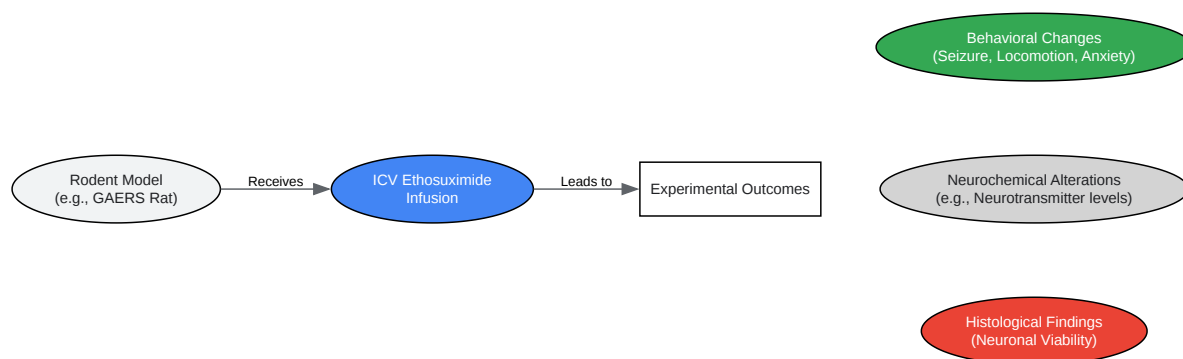 Behavioral Changes
(Seizure, Locomotion, Anxiety)
Rodent Model
(e.g., GAERS Rat)
Receives
ICV Ethosuximide
Infusion
Leads to
Experimental Outcomes
Neurochemical Alterations
(e.g., Neurotransmitter levels)
Histological Findings
(Neuronal Viability)